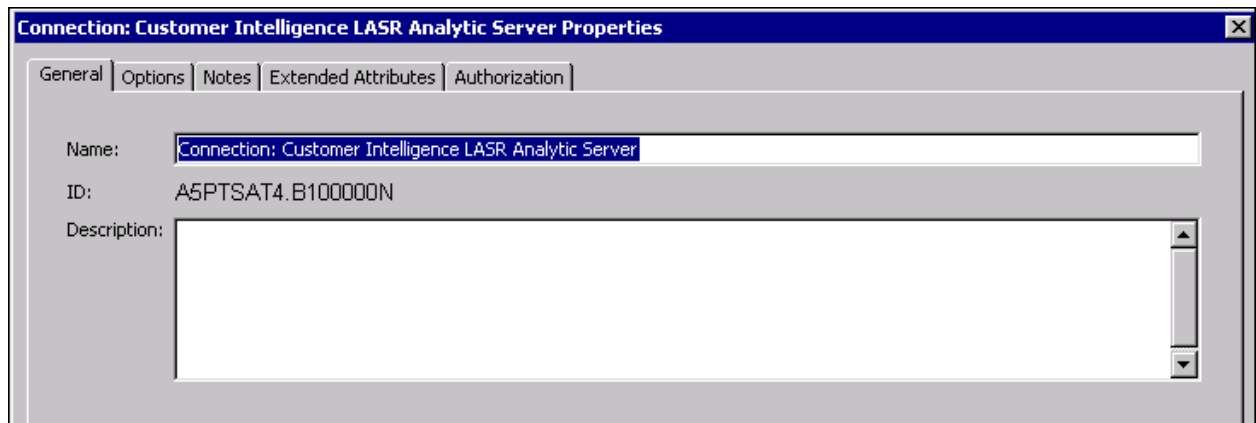 Connection: Customer Intelligence LASR Analytic Server Properties
General Options Notes Extended Attributes Authorization
Name: Connection: Customer Intelligence LASR Analytic Server
ID: A5PTSAT4.B100000N
Description: